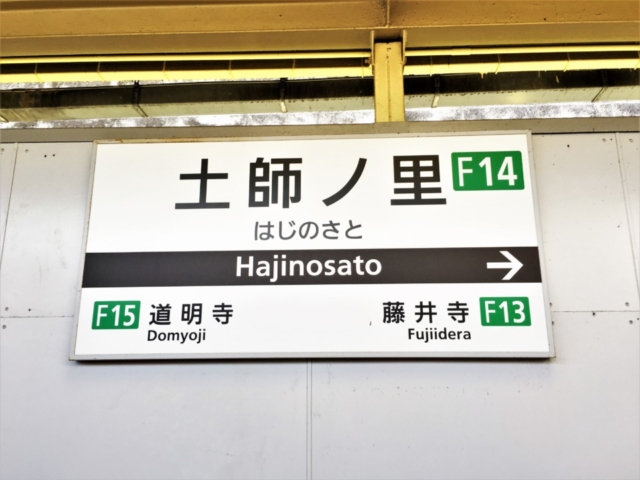 土師ノ里 F14
はじのさと
Hajinosato →
F15 道明寺 藤井寺 F13
Domyoji Fujiidera